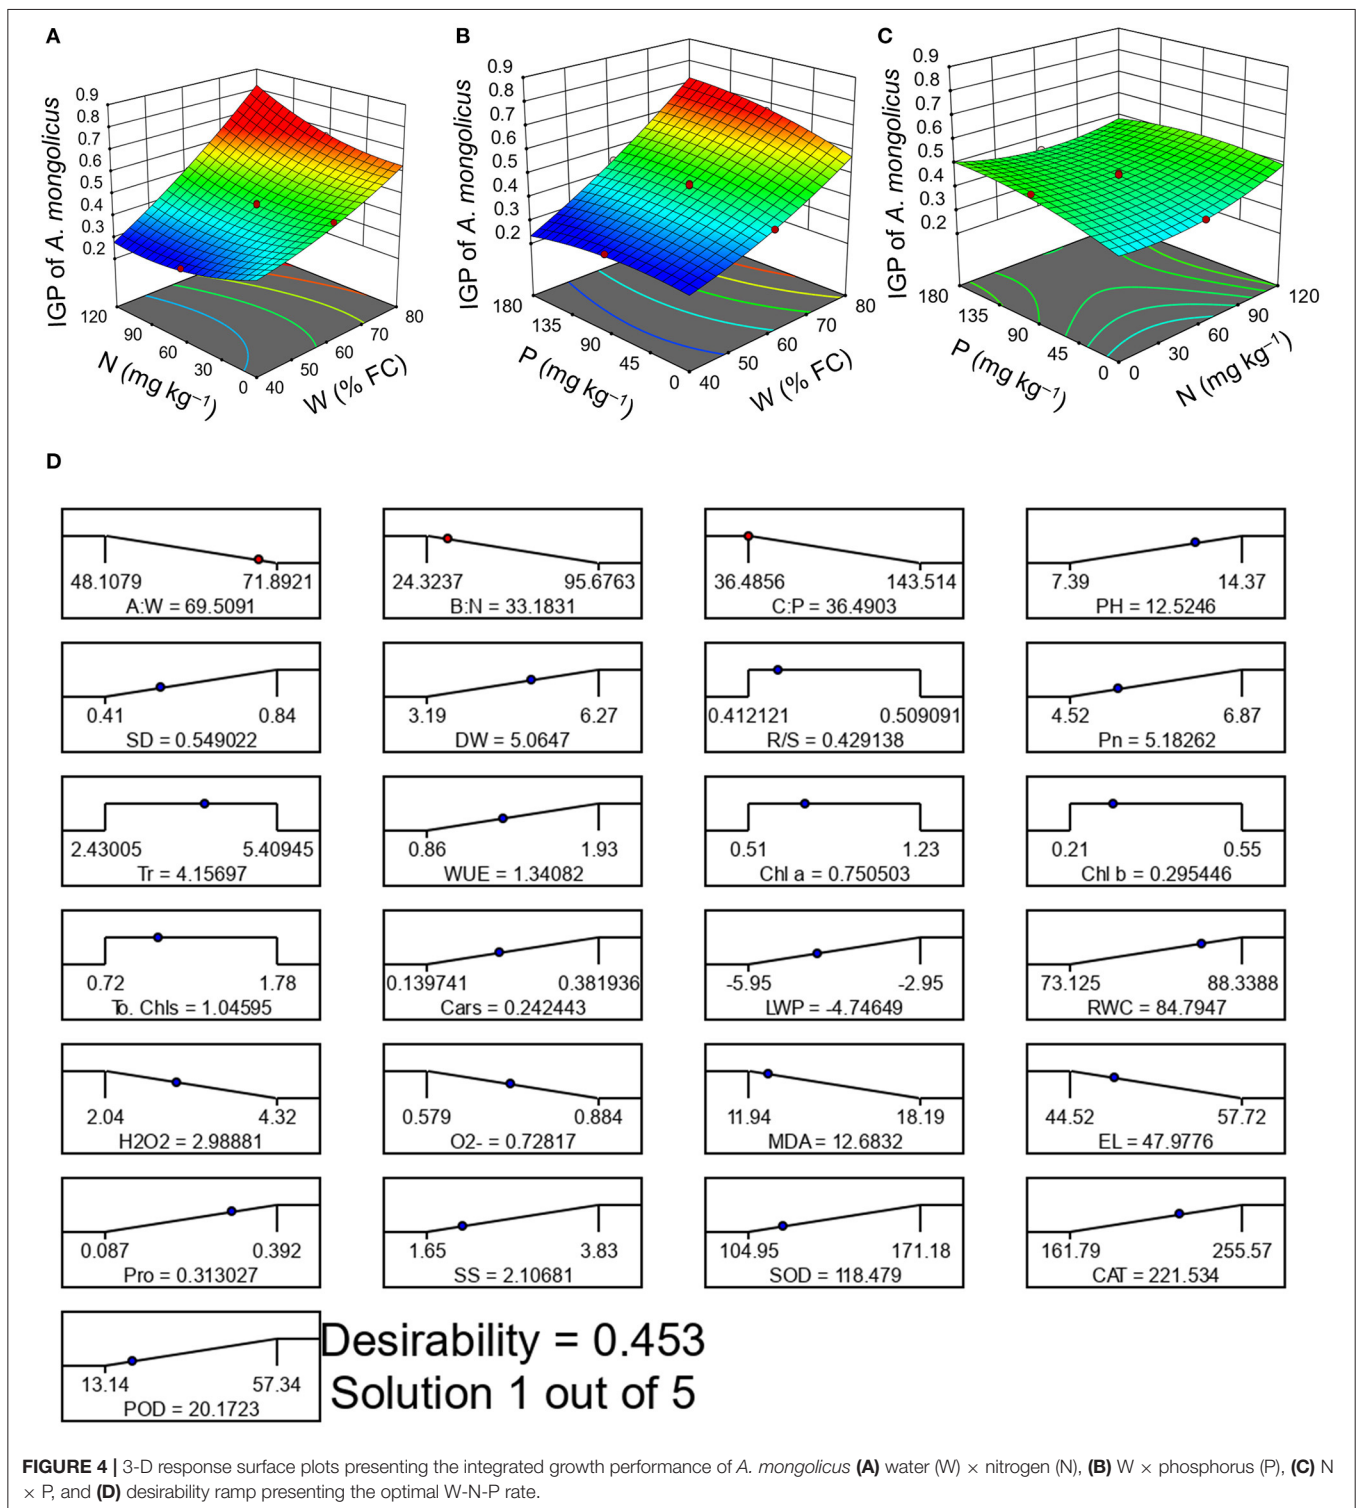 A
B
C
0.9
0.8
0.7
0.6
0.5
0.4
0.3
0.2
IGP of A. mongolicus
120
90
60
30
0
N (mg kg⁻¹)
40
50
60
70
80
W (% FC)
0.9
0.8
0.7
0.6
0.5
0.4
0.3
0.2
IGP of A. mongolicus
180
135
90
45
0
P (mg kg⁻¹)
40
50
60
70
80
W (% FC)
0.9
0.8
0.7
0.6
0.5
0.4
0.3
0.2
IGP of A. mongolicus
180
135
90
45
0
P (mg kg⁻¹)
0
30
60
90
120
N (mg kg⁻¹)
D
48.1079 71.8921
A:W = 69.5091
24.3237 95.6763
B:N = 33.1831
36.4856 143.514
C:P = 36.4903
7.39 14.37
PH = 12.5246
0.41 0.84
SD = 0.549022
3.19 6.27
DW = 5.0647
0.412121 0.509091
R/S = 0.429138
4.52 6.87
Pn = 5.18262
2.43005 5.40945
Tr = 4.15697
0.86 1.93
WUE = 1.34082
0.51 1.23
Chl a = 0.750503
0.21 0.55
Chl b = 0.295446
0.72 1.78
To. Chls = 1.04595
0.139741 0.381936
Cars = 0.242443
-5.95 -2.95
LWP = -4.74649
73.125 88.3388
RWC = 84.7947
2.04 4.32
H2O2 = 2.98881
0.579 0.884
O2- = 0.72817
11.94 18.19
MDA = 12.6832
44.52 57.72
EL = 47.9776
0.087 0.392
Pro = 0.313027
1.65 3.83
SS = 2.10681
104.95 171.18
SOD = 118.479
161.79 255.57
CAT = 221.534
13.14 57.34
POD = 20.1723
Desirability = 0.453
Solution 1 out of 5
FIGURE 4 | 3-D response surface plots presenting the integrated growth performance of A. mongolicus (A) water (W) × nitrogen (N), (B) W × phosphorus (P), (C) N
× P, and (D) desirability ramp presenting the optimal W-N-P rate.